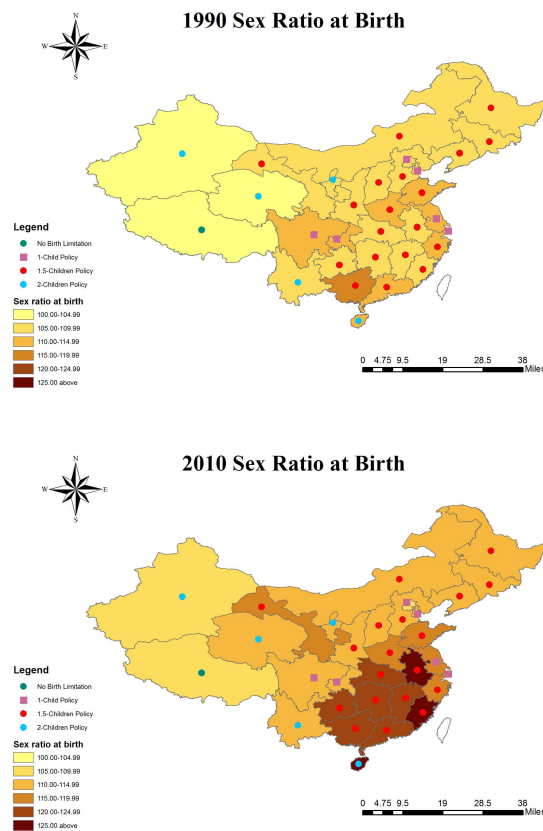 1990 Sex Ratio at Birth
N
W E
S
Legend
No Birth Limitation
1-Child Policy
1.5-Children Policy
2-Children Policy
Sex ratio at birth
100.00-104.99
105.00-109.99
110.00-114.99
115.00-119.99
120.00-124.99
125.00 above
0 4.75 9.5 19 28.5 38
Miles
2010 Sex Ratio at Birth
N
W E
S
Legend
No Birth Limitation
1-Child Policy
1.5-Children Policy
2-Children Policy
Sex ratio at birth
100.00-104.99
105.00-109.99
110.00-114.99
115.00-119.99
120.00-124.99
125.00 above
0 4.75 9.5 19 28.5 38
Miles